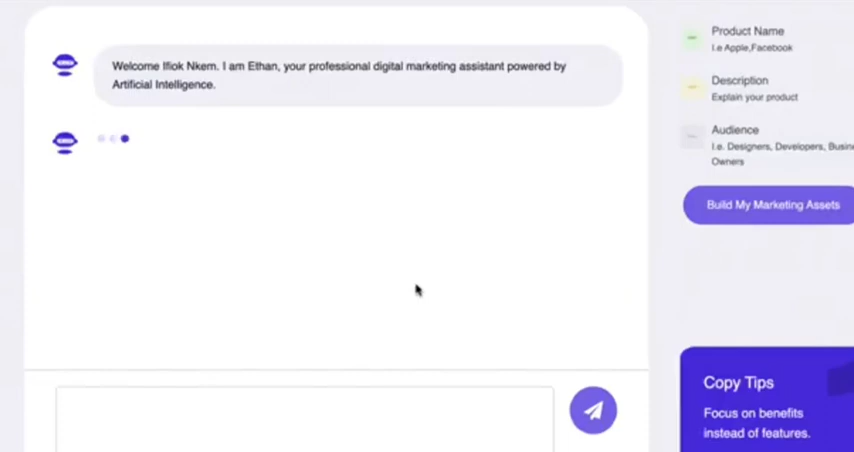 Welcome Ifiok Nkem. I am Ethan, your professional digital marketing assistant powered by
Artificial Intelligence.
Product Name
I.e Apple,Facebook
Description
Explain your product
Audience
I.e. Designers, Developers, Busine
Owners
Build My Marketing Assets
Copy Tips
Focus on benefits
instead of features.